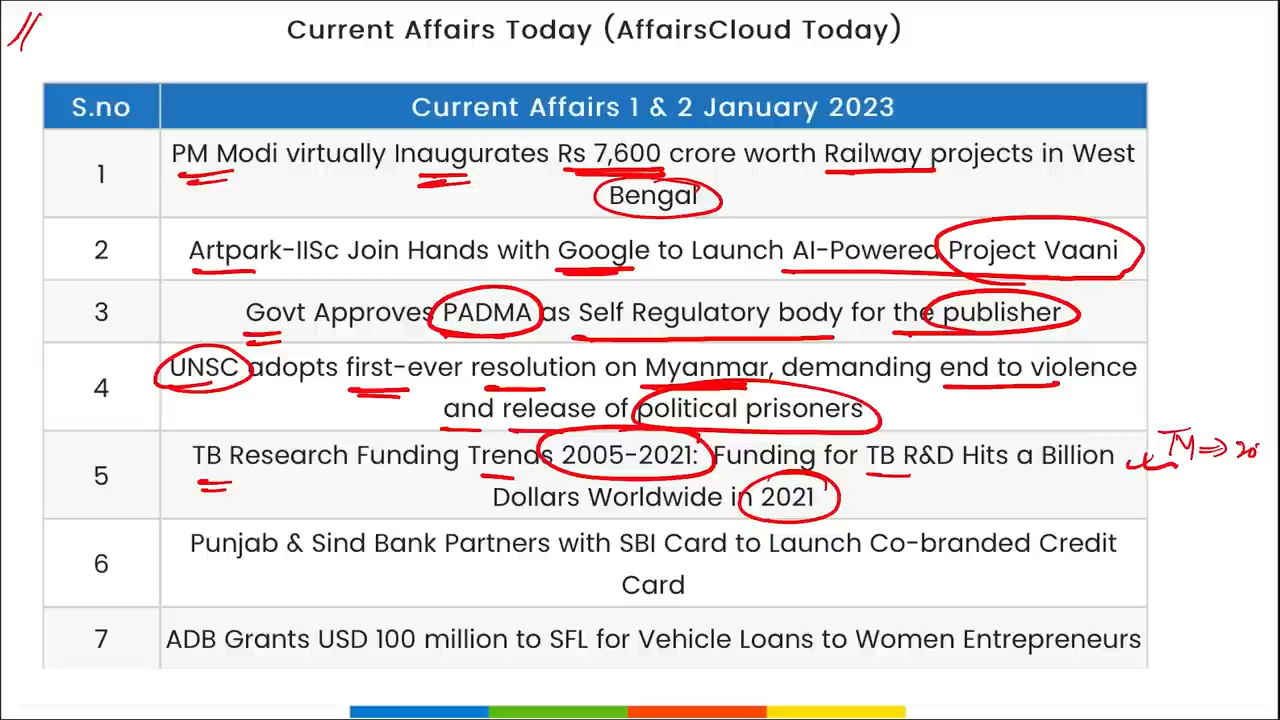 Current Affairs Today (AffairsCloud Today)
S.no Current Affairs 1 & 2 January 2023
1 PM Modi virtually Inaugurates Rs 7,600 crore worth Railway projects in West
Bengal
2 Artpark-IISc Join Hands with Google to Launch AI-Powered Project Vaani
3 Govt Approves PADMA as Self Regulatory body for the publisher
4 UNSC adopts first-ever resolution on Myanmar, demanding end to violence
and release of political prisoners
5 TB Research Funding Trends 2005-2021: Funding for TB R&D Hits a Billion
Dollars Worldwide in 2021
6 Punjab & Sind Bank Partners with SBI Card to Launch Co-branded Credit
Card
7 ADB Grants USD 100 million to SFL for Vehicle Loans to Women Entrepreneurs